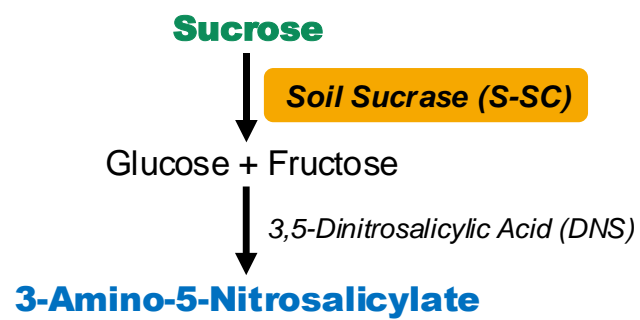 Sucrose
Soil Sucrase (S-SC)
Glucose + Fructose
3,5-Dinitrosalicylic Acid (DNS)
3-Amino-5-Nitrosalicylate